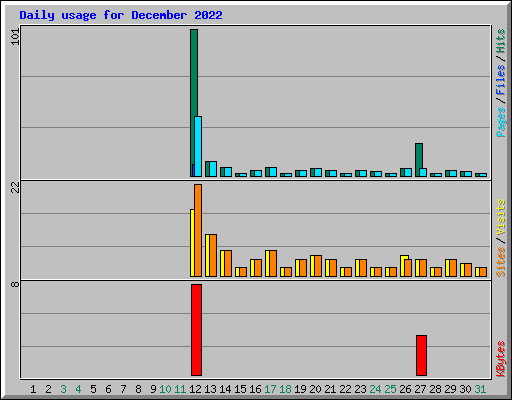 Daily usage for December 2022
101
22
8
Pages / Files / Hits
Sites / Visits
KBytes
1 2 3 4 5 6 7 8 9 10 11 12 13 14 15 16 17 18 19 20 21 22 23 24 25 26 27 28 29 30 31